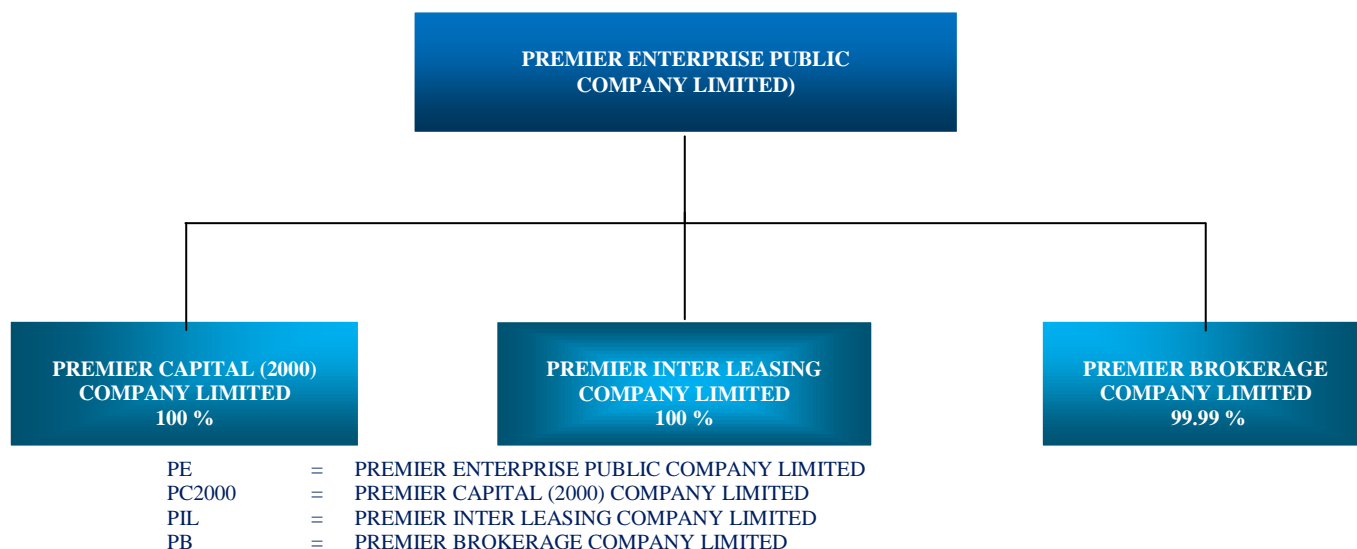 PREMIER ENTERPRISE PUBLIC
COMPANY LIMITED)
PREMIER CAPITAL (2000)
COMPANY LIMITED
100 %
PREMIER INTER LEASING
COMPANY LIMITED
100 %
PREMIER BROKERAGE
COMPANY LIMITED
99.99 %
PE = PREMIER ENTERPRISE PUBLIC COMPANY LIMITED
PC2000 = PREMIER CAPITAL (2000) COMPANY LIMITED
PIL = PREMIER INTER LEASING COMPANY LIMITED
PB = PREMIER BROKERAGE COMPANY LIMITED